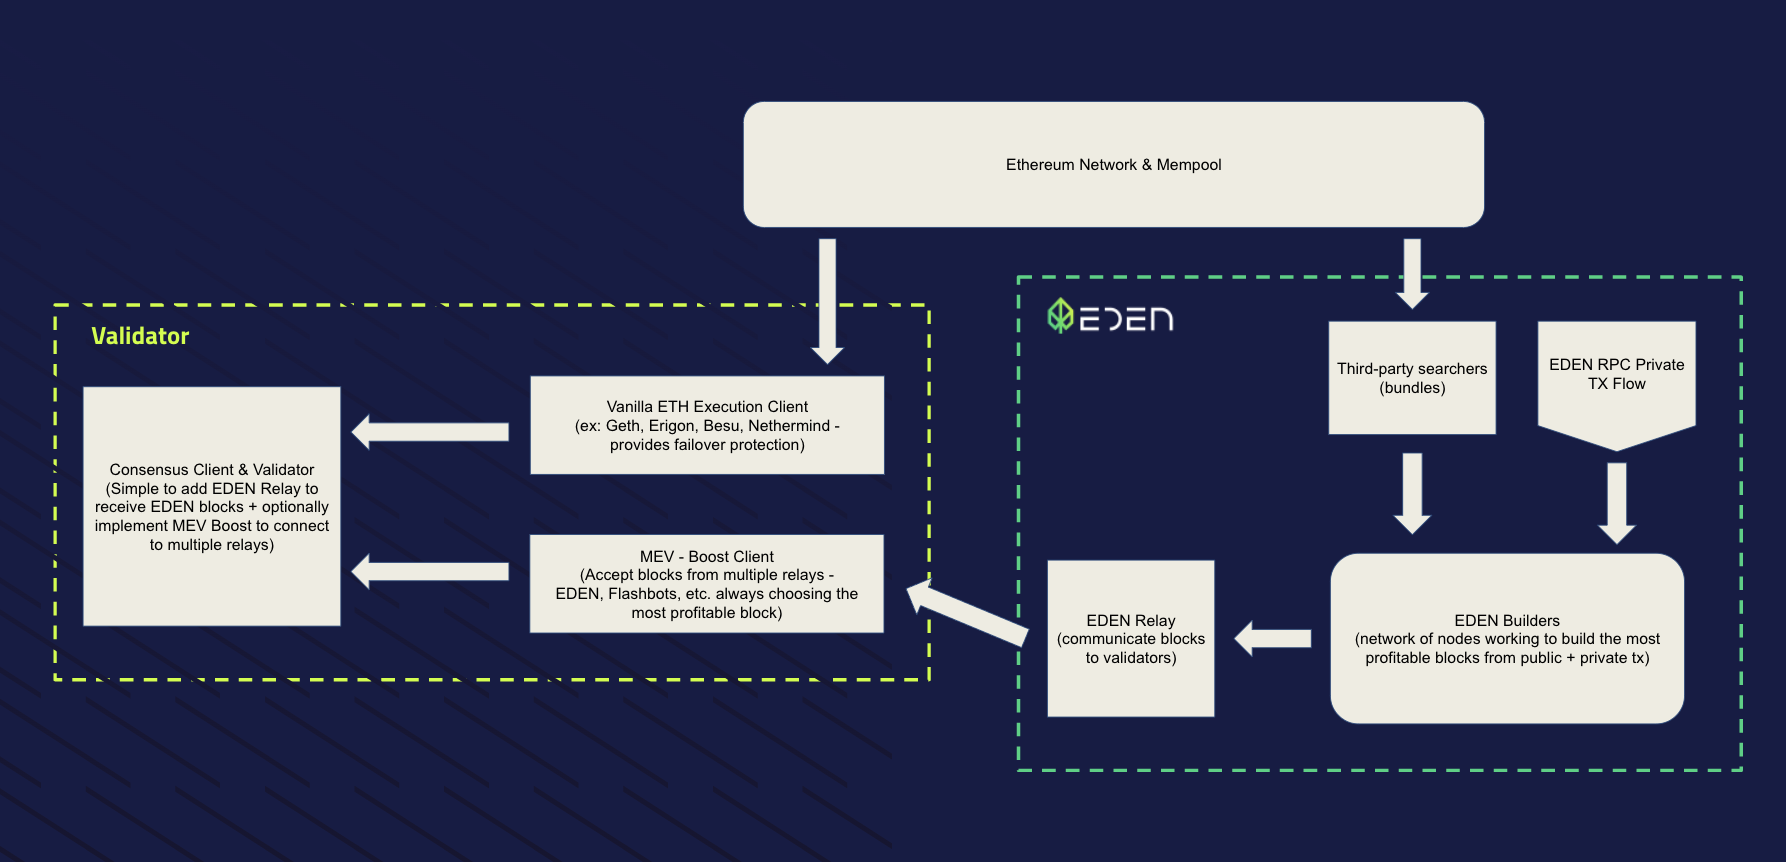 Ethereum Network & Mempool
Validator
Consensus Client & Validator
(Simple to add EDEN Relay to
receive EDEN blocks + optionally
implement MEV Boost to connect
to multiple relays)
Vanilla ETH Execution Client
(ex: Geth, Erigon, Besu, Nethermind -
provides failover protection)
MEV - Boost Client
(Accept blocks from multiple relays -
EDEN, Flashbots, etc. always choosing the
most profitable block)
EDEN
Third-party searchers
(bundles)
EDEN RPC Private
TX Flow
EDEN Relay
(communicate blocks
to validators)
EDEN Builders
(network of nodes working to build the most
profitable blocks from public + private tx)